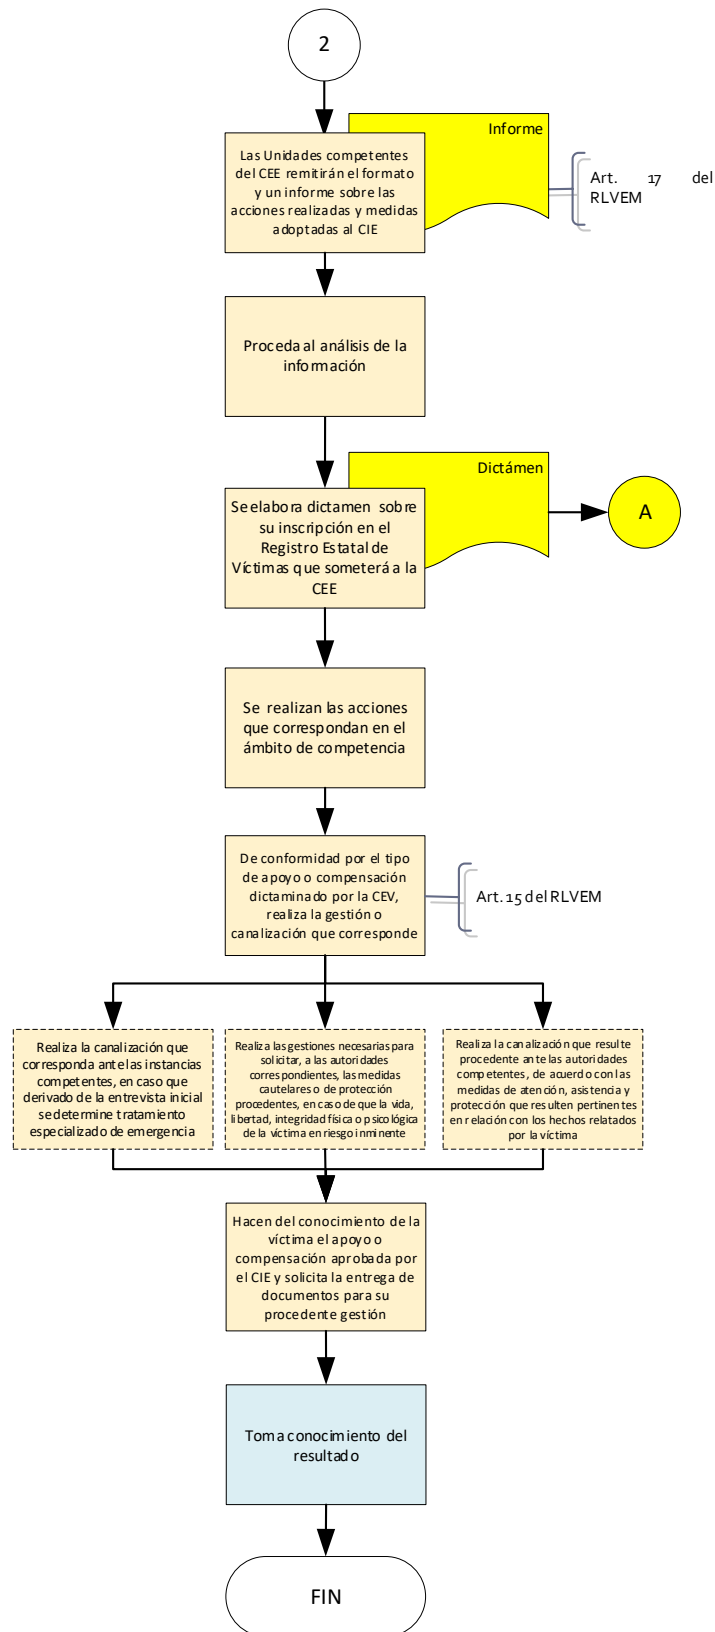 2
Informe
Las Unidades competentes
del CEE remitirán el formato
y un informe sobre las
acciones realizadas y medidas
adoptadas al CIE
Art. 17 del
RLVEM
Proceda al análisis de la
información
Dictámen
Se elabora dictamen sobre
su inscripción en el
Registro Estatal de
Víctimas que someterá a la
CEE
A
Se realizan las acciones
que correspondan en el
ámbito de competencia
De conformidad por el tipo
de apoyo o compensación
dictaminado por la CEV,
realiza la gestión o
canalización que corresponde
Art. 15 del RLVEM
Realiza la canalización que
corresponda ante las instancias
competentes, en caso que
derivado de la entrevista inicial
se determine tratamiento
especializado de emergencia
Realiza las gestiones necesarias para
solicitar, a las autoridades
correspondientes, las medidas
cautelares o de protección
procedentes, en caso de que la vida,
libertad, integridad física o psicológica
de la víctima en riesgo inminente
Realiza la canalización que resulte
procedente ante las autoridades
competentes, de acuerdo con las
medidas de atención, asistencia y
protección que resulten pertinentes
en relación con los hechos relatados
por la víctima
Hacen del conocimiento de la
víctima el apoyo o
compensación aprobada por
el CIE y solicita la entrega de
documentos para su
procedente gestión
Toma conocimiento del
resultado
FIN